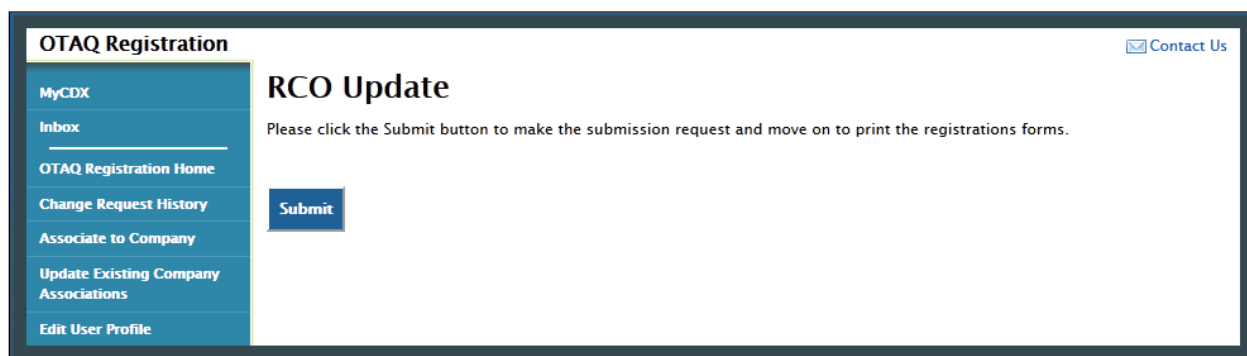 OTAQ Registration
Contact Us
MyCDX
Inbox
OTAQ Registration Home
Change Request History
Associate to Company
Update Existing Company
Associations
Edit User Profile
RCO Update
Please click the Submit button to make the submission request and move on to print the registrations forms.
Submit